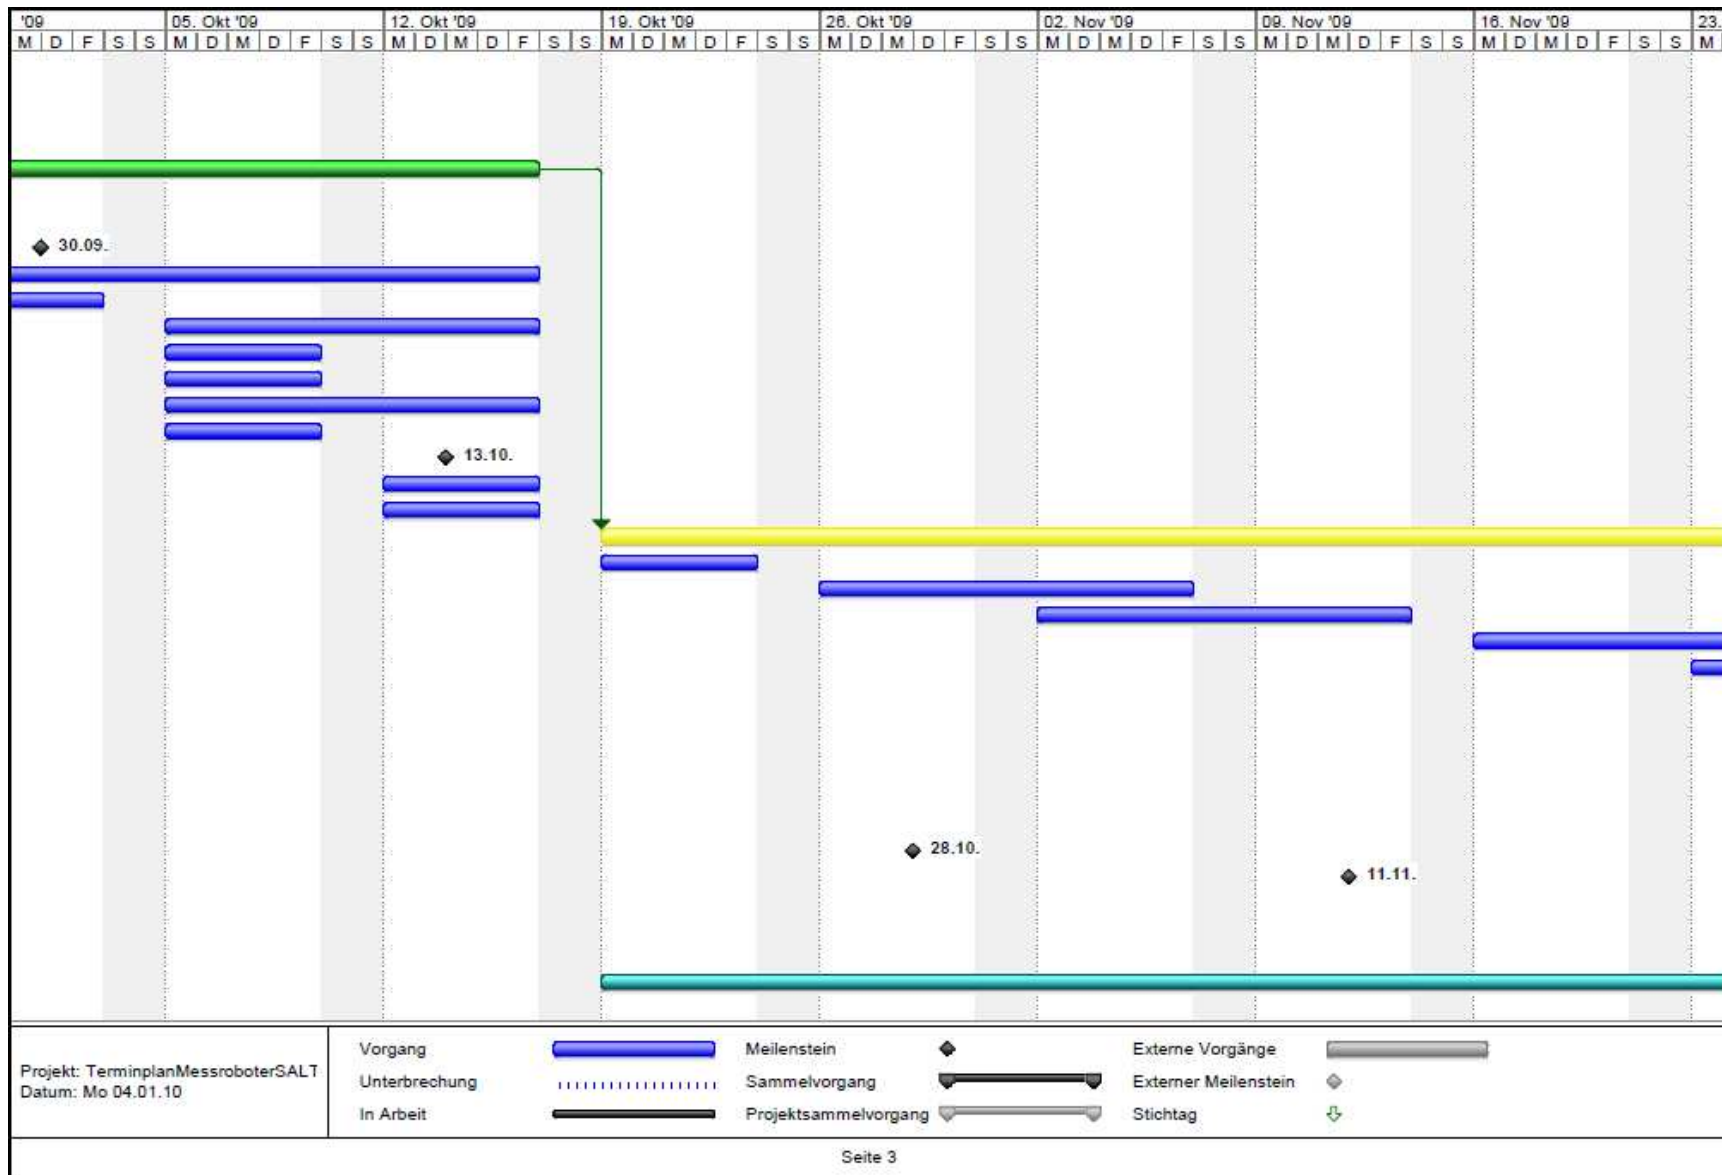 '09 05. Okt '09 12. Okt '09 19. Okt '09 26. Okt '09 02. Nov '09 09. Nov '09 16. Nov '09 23.
M D F S S M D M D F S S M D M D F S S M D M D F S S M D M D F S S M D M D F S S M D M D F S S M D M D F S S M
30.09.
13.10.
28.10.
11.11.
Projekt: TerminplanMessroboterSALT
Datum: Mo 04.01.10
Vorgang Meilenstein Externe Vorgänge
Unterbrechung Sammelvorgang Externer Meilenstein
In Arbeit Projektsammelvorgang Stichtag
Seite 3